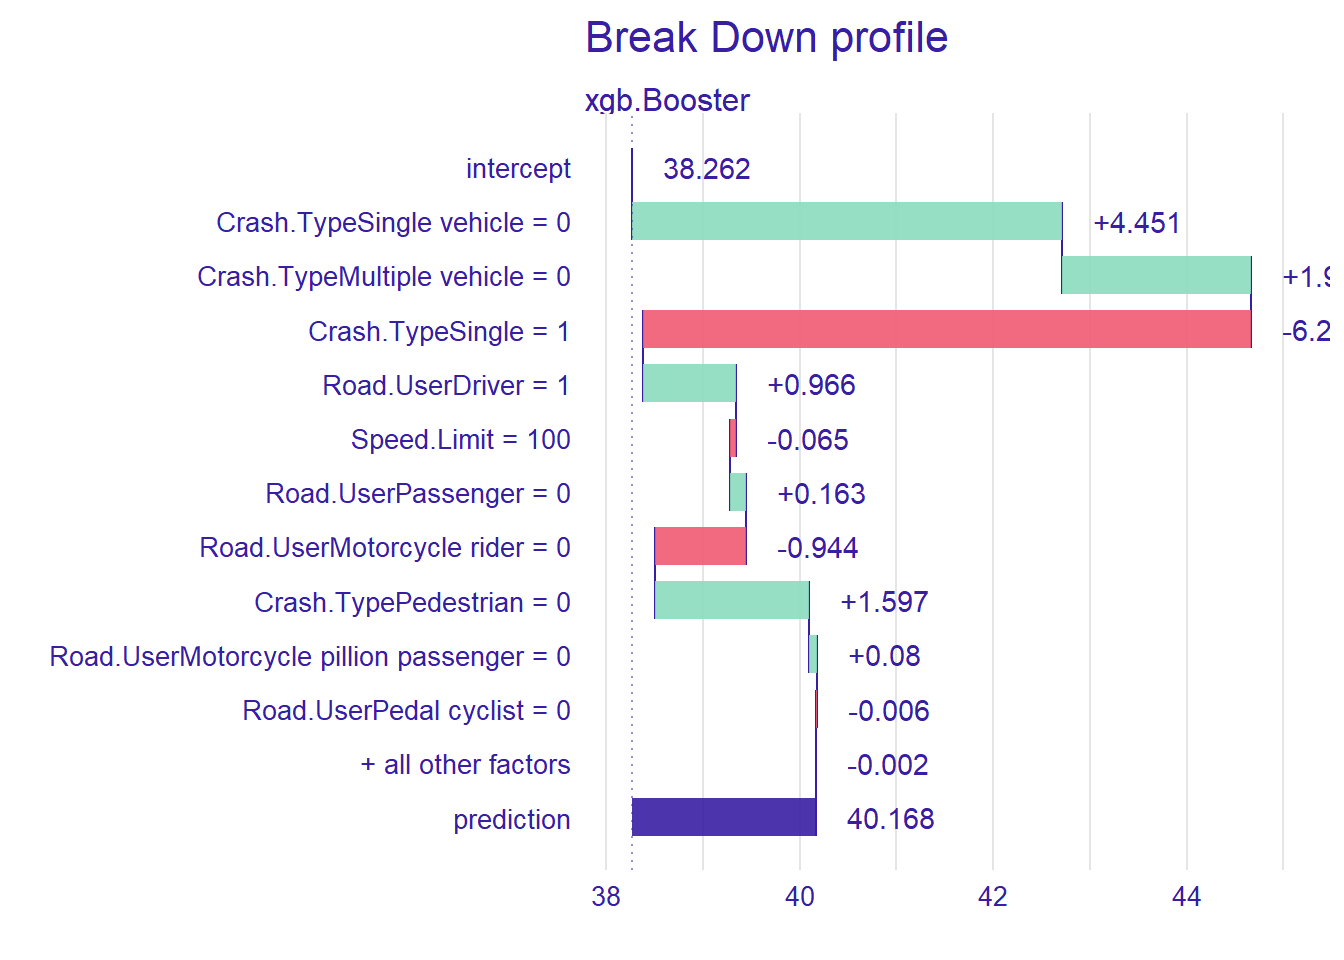 Break Down profile
xgb.Booster
intercept 38.262
Crash.TypeSingle vehicle = 0 +4.451
Crash.TypeMultiple vehicle = 0 +1.9
Crash.TypeSingle = 1 -6.2
Road.UserDriver = 1 +0.966
Speed.Limit = 100 -0.065
Road.UserPassenger = 0 +0.163
Road.UserMotorcycle rider = 0 -0.944
Crash.TypePedestrian = 0 +1.597
Road.UserMotorcycle pillion passenger = 0 +0.08
Road.UserPedal cyclist = 0 -0.006
+ all other factors -0.002
prediction 40.168
38 40 42 44